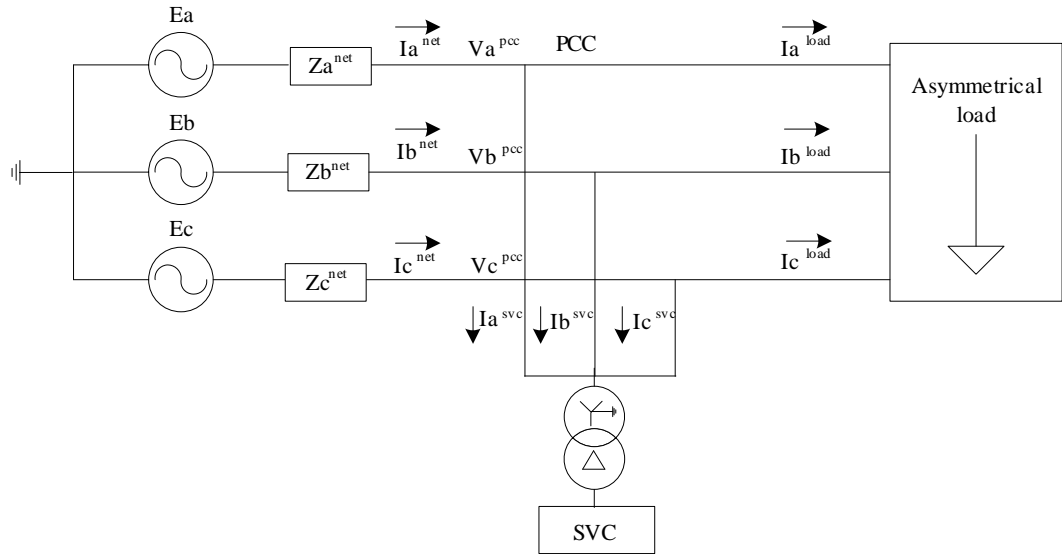 Ea
Za^net
Ia^net
Va^pcc
PCC
Ia^load
Asymmetrical
load
Eb
Zb^net
Ib^net
Vb^pcc
Ib^load
Ec
Zc^net
Ic^net
Vc^pcc
Ic^load
Ia^svc
Ib^svc
Ic^svc
SVC